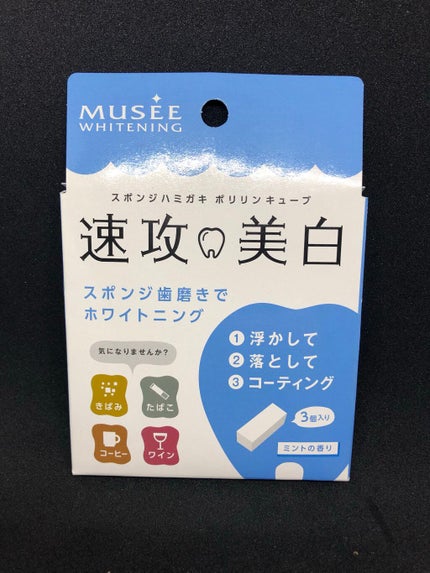 MUSEE
WHITENING
スポンジハミガキ ポリリンキューブ
速攻美白
スポンジ歯磨きで
ホワイトニング
気になりませんか?
きばみ
たばこ
コーヒー
ワイン
① 浮かして
② 落として
③ コーティング
3個入り
ミントの香り